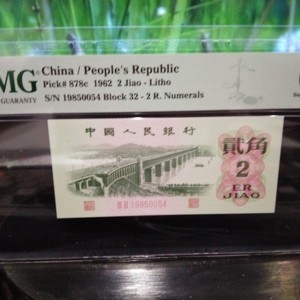 MG
GUARANTY
China / People's Republic
Pick# 878c 1962 2 Jiao - Litho
S/N 19850054 Block 32 - 2 R. Numerals
中國人民銀行
19850054
貳角
2
ER
JIAO